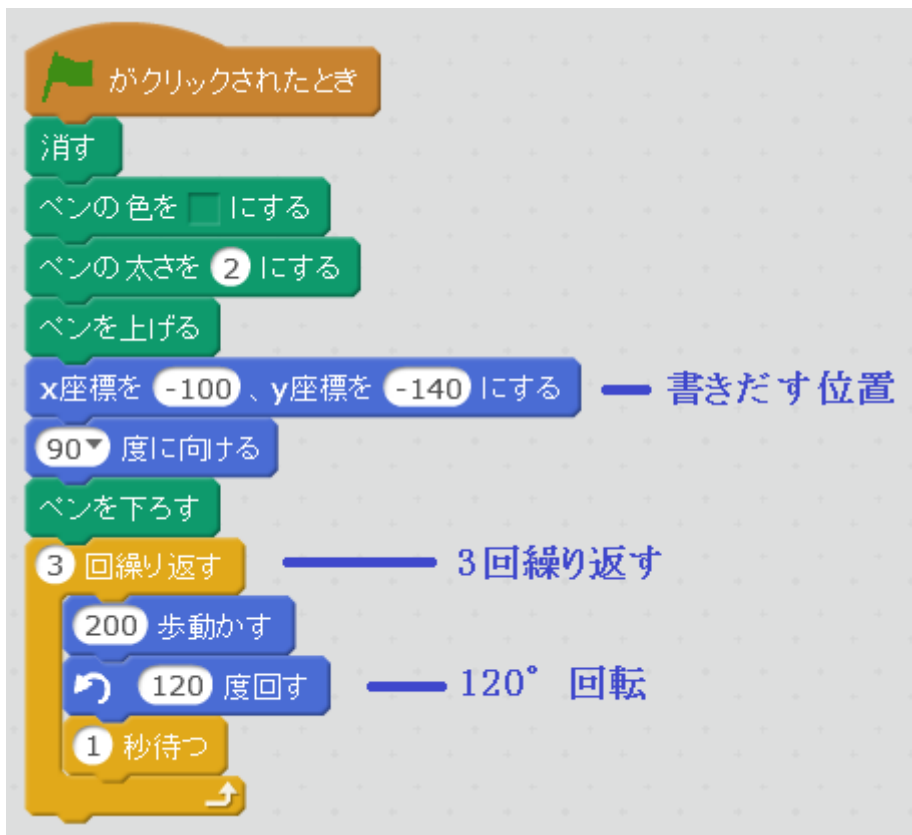 がクリックされたとき
消す
ペンの色を にする
ペンの太さを 2 にする
ペンを上げる
x座標を -100 、y座標を -140 にする 書きだす位置
90▼ 度に向ける
ペンを下ろす
3 回繰り返す 3回繰り返す
200 歩動かす
120 度回す 120° 回転
1 秒待つ